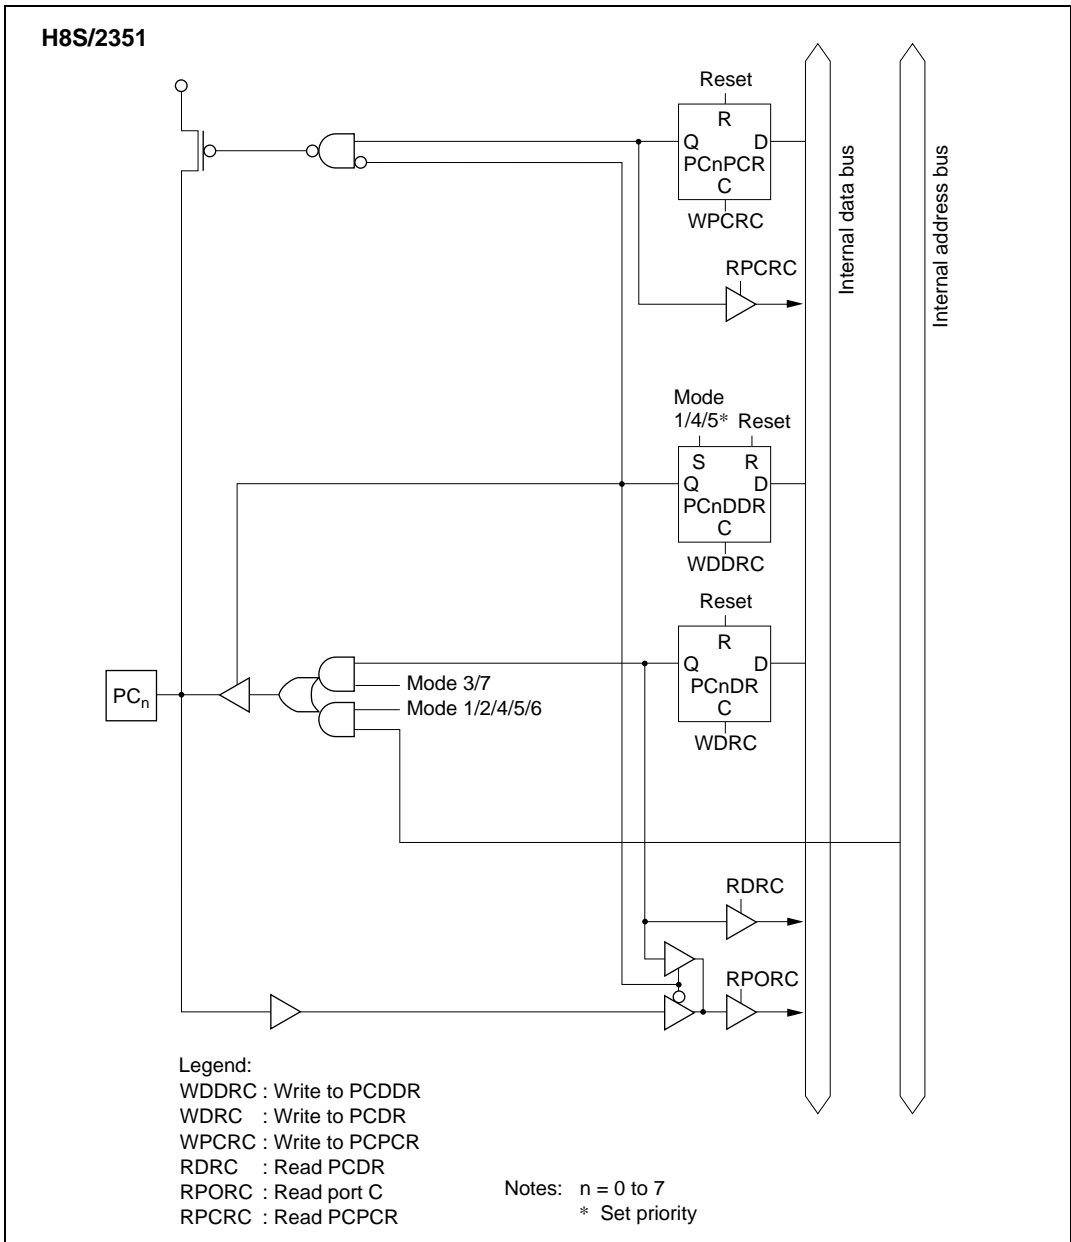 H8S/2351
Reset
R
Q D
PCnPCR
C
WPCRC
RPCRC
Internal data bus
Internal address bus
Mode
1/4/5* Reset
S R
Q D
PCnDDR
C
WDDRC
Reset
R
Q D
PCnDR
C
WDRC
PCn
Mode 3/7
Mode 1/2/4/5/6
RDRC
RPORC
Legend:
WDDRC : Write to PCDDR
WDRC : Write to PCDR
WPCRC : Write to PCPCR
RDRC : Read PCDR
RPORC : Read port C
RPCRC : Read PCPCR
Notes: n = 0 to 7
* Set priority